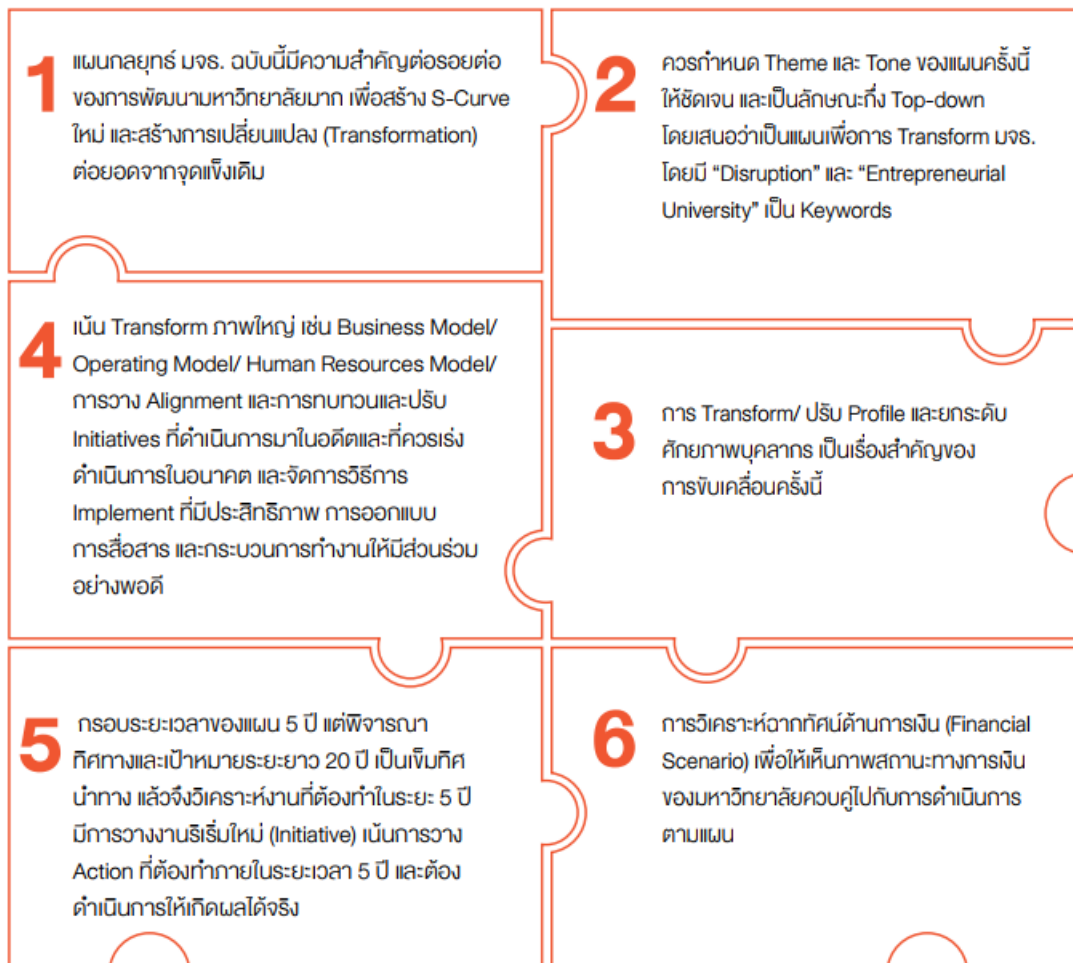 1
แผนกลยุทธ์ มจธ. ฉบับนี้มีความสำคัญต่อรอยต่อ
ของการพัฒนามหาวิทยาลัยมาก เพื่อสร้าง S-Curve
ใหม่ และสร้างการเปลี่ยนแปลง (Transformation)
ต่อยอดจากจุดแข็งเดิม
2
ควรกำหนด Theme และ Tone ของแผนครั้งนี้
ให้ชัดเจน และเป็นลักษณะกึ่ง Top-down
โดยเสนอว่าเป็นแผนเพื่อการ Transform มจธ.
โดยมี “Disruption” และ “Entrepreneurial
University” เป็น Keywords
3
การ Transform/ ปรับ Profile และยกระดับ
ศักยภาพบุคลากร เป็นเรื่องสำคัญของ
การขับเคลื่อนครั้งนี้
4
เน้น Transform ภาพใหญ่ เช่น Business Model/
Operating Model/ Human Resources Model/
การวาง Alignment และการทบทวนและปรับ
Initiatives ที่ดำเนินการมาในอดีตและที่ควรเร่ง
ดำเนินการในอนาคต และจัดการวิธีการ
Implement ที่มีประสิทธิภาพ การออกแบบ
การสื่อสาร และกระบวนการทำงานให้มีส่วนร่วม
อย่างพอดี
5
กรอบระยะเวลาของแผน 5 ปี แต่พิจารณา
ทิศทางและเป้าหมายระยะยาว 20 ปี เป็นเข็มทิศ
นำทาง แล้วจึงวิเคราะห์งานที่ต้องทำในระยะ 5 ปี
มีการวางงานริเริ่มใหม่ (Initiative) เน้นการวาง
Action ที่ต้องทำภายในระยะเวลา 5 ปี และต้อง
ดำเนินการให้เกิดผลได้จริง
6
การวิเคราะห์ฉากทัศน์ด้านการเงิน (Financial
Scenario) เพื่อให้เห็นภาพสถานะทางการเงิน
ของมหาวิทยาลัยควบคู่ไปกับการดำเนินการ
ตามแผน